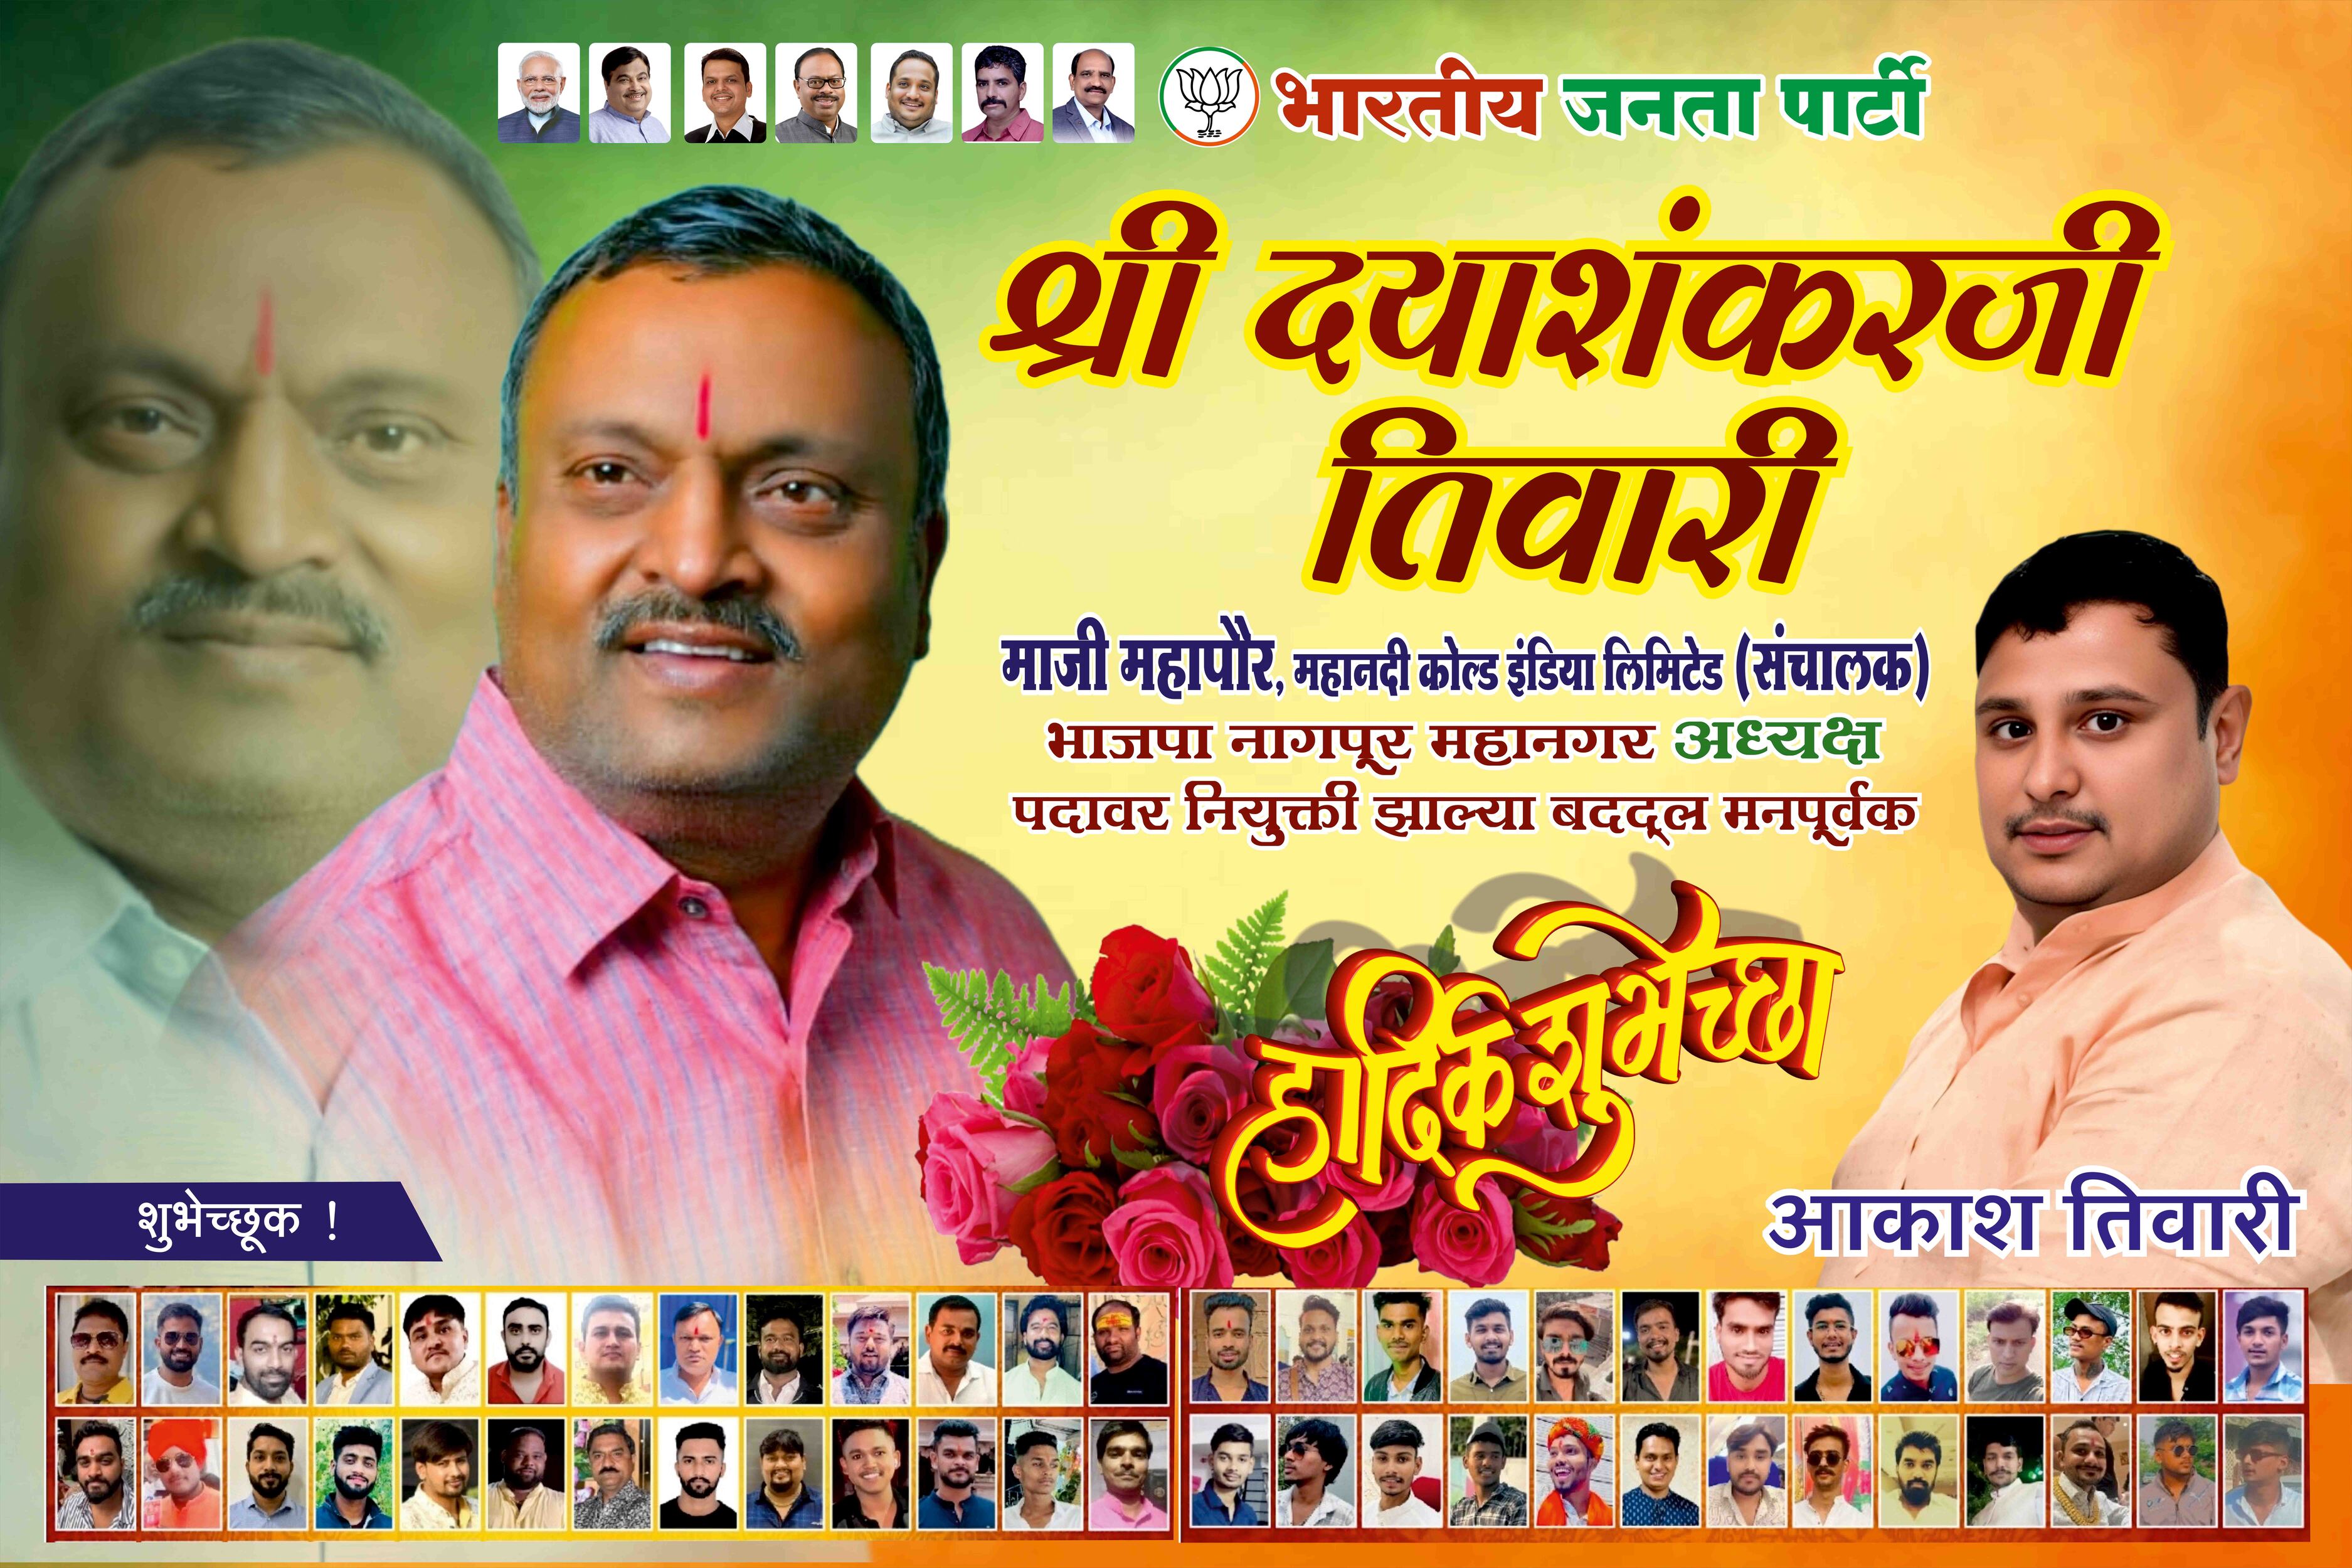 भारतीय जनता पार्टी
श्री दयाशंकरजी
तिवारी
माजी महापौर, महानदी कोल्ड इंडिया लिमिटेड (संचालक)
भाजपा नागपूर महानगर अध्यक्ष
पदावर नियुक्ती झाल्या बदद्ल मनपूर्वक
हार्दिक शुभेच्छा
शुभेच्छूक !
आकाश तिवारी